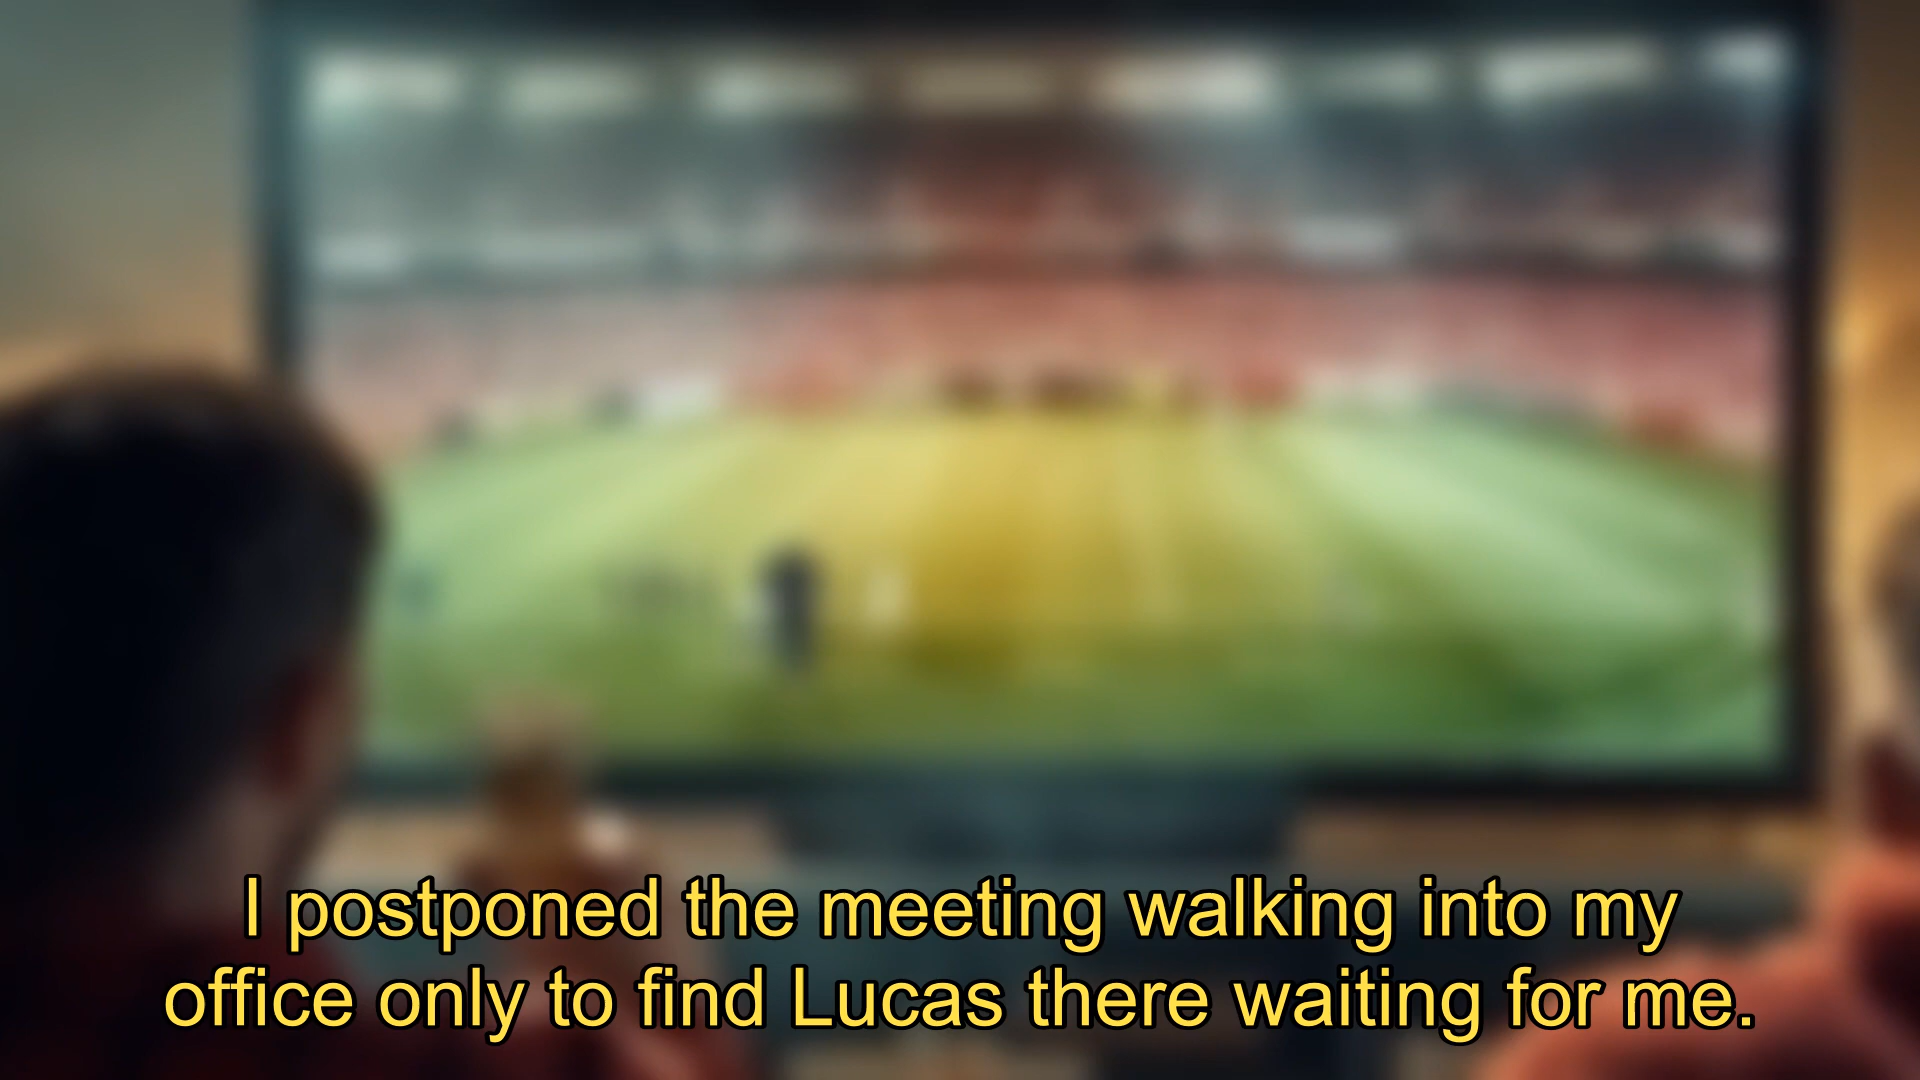 I postponed the meeting walking into my
office only to find Lucas there waiting for me.